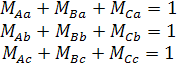 M_{Aa} + M_{Ba} + M_{Ca} = 1
M_{Ab} + M_{Bb} + M_{Cb} = 1
M_{Ac} + M_{Bc} + M_{Cc} = 1